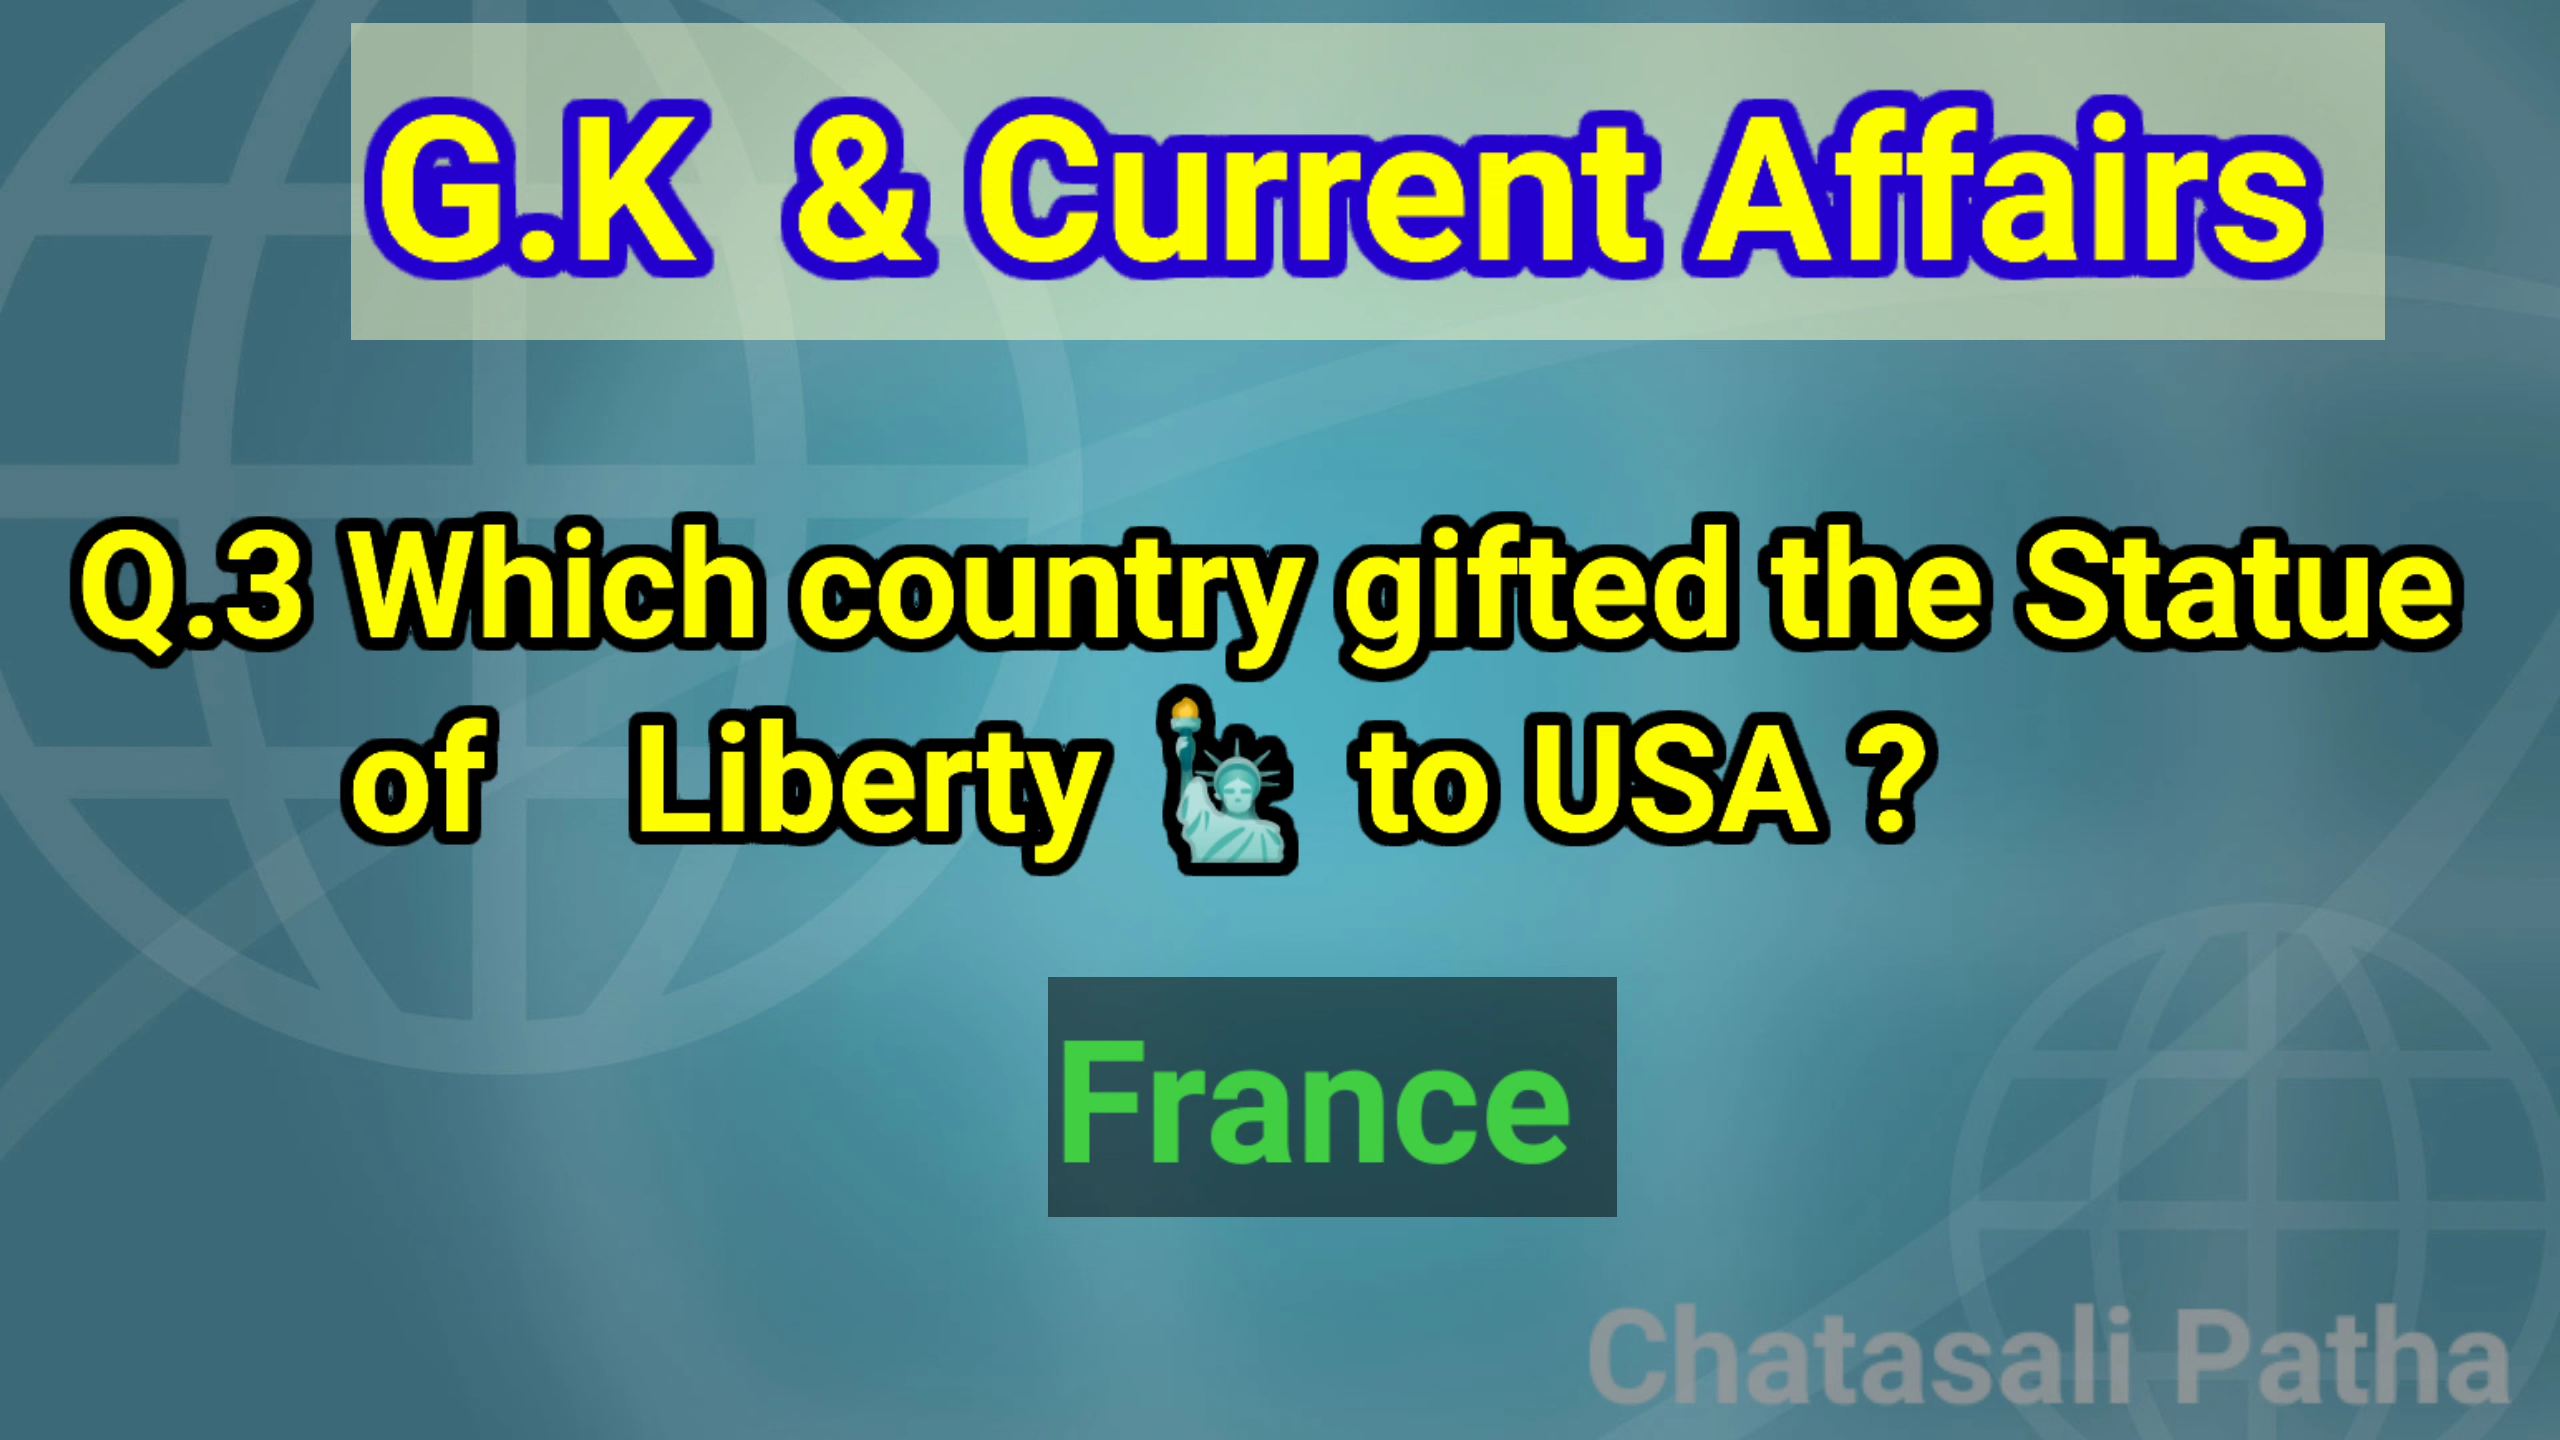 G.K & Current Affairs
Q.3 Which country gifted the Statue
of Liberty 🗽 to USA ?
France
Chatasali Patha